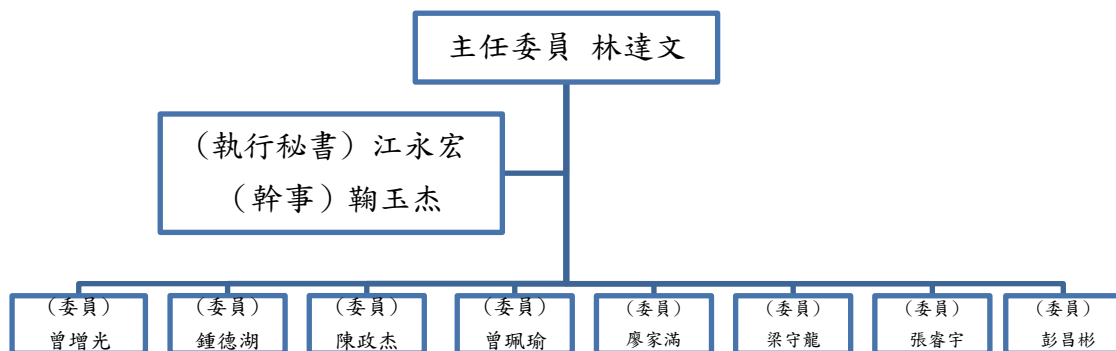 主任委員 林達文
（執行秘書）江永宏
（幹事）鞠玉杰
（委員）
曾增光
（委員）
鍾德湖
（委員）
陳政杰
（委員）
曾珮瑜
（委員）
廖家滿
（委員）
梁守龍
（委員）
張睿宇
（委員）
彭昌彬